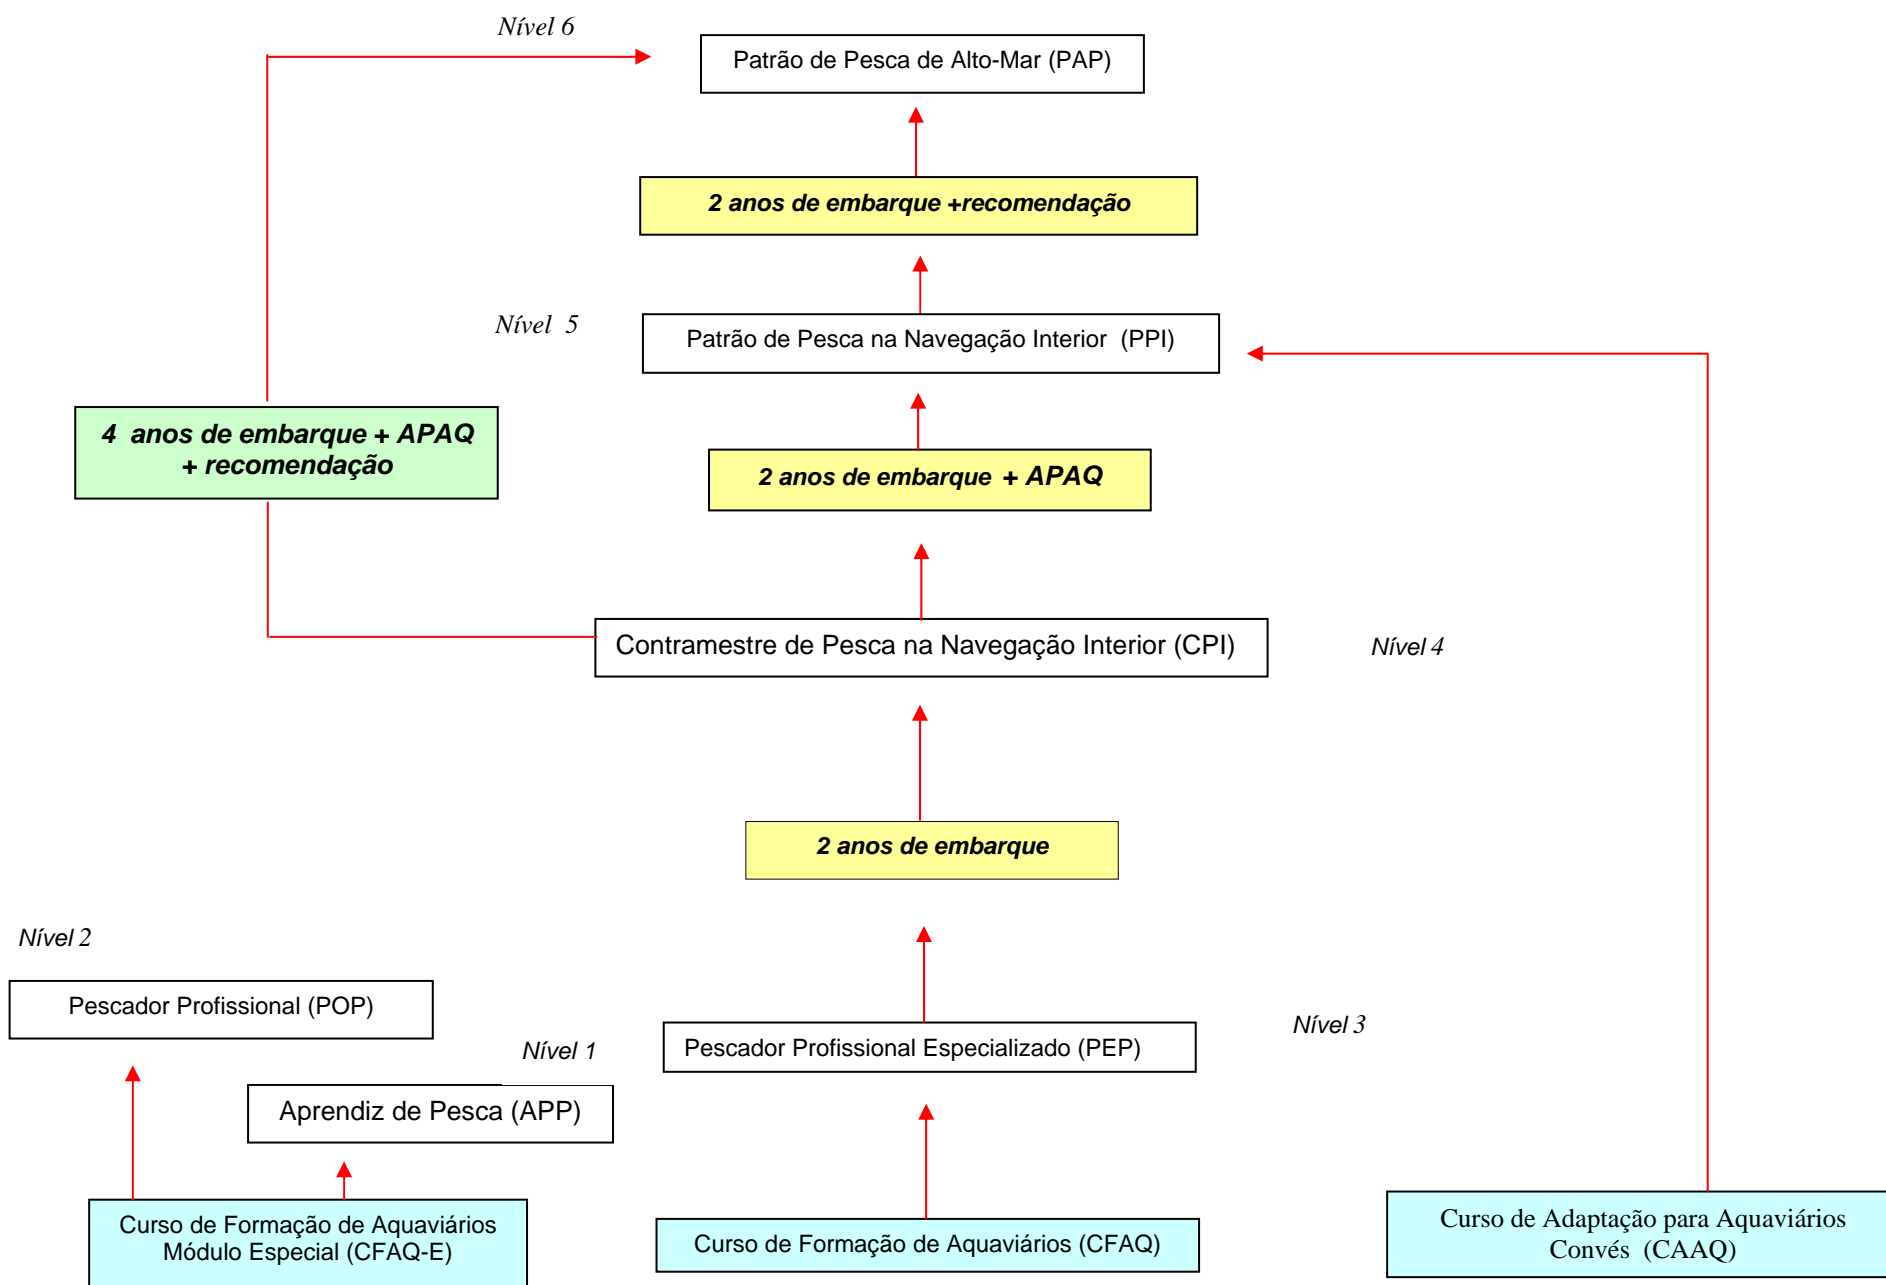 Nível 6
Patrão de Pesca de Alto-Mar (PAP)
2 anos de embarque +recomendação
Nível 5
Patrão de Pesca na Navegação Interior (PPI)
4 anos de embarque + APAQ
+ recomendação
2 anos de embarque + APAQ
Contramestre de Pesca na Navegação Interior (CPI)
Nível 4
2 anos de embarque
Nível 2
Pescador Profissional (POP)
Nível 1
Pescador Profissional Especializado (PEP)
Nível 3
Aprendiz de Pesca (APP)
Curso de Formação de Aquaviários
Módulo Especial (CFAQ-E)
Curso de Formação de Aquaviários (CFAQ)
Curso de Adaptação para Aquaviários
Convés (CAAQ)